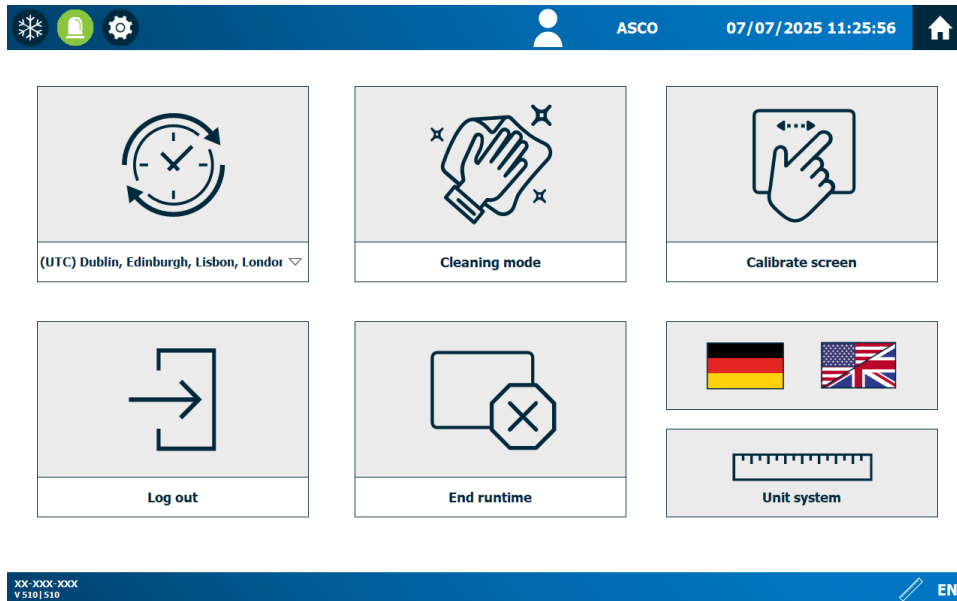 ASCO 07/07/2025 11:25:56
(UTC) Dublin, Edinburgh, Lisbon, London
Cleaning mode
Calibrate screen
Log out
End runtime
Unit system
XX-XXX-XXX
V 510| 510
EN